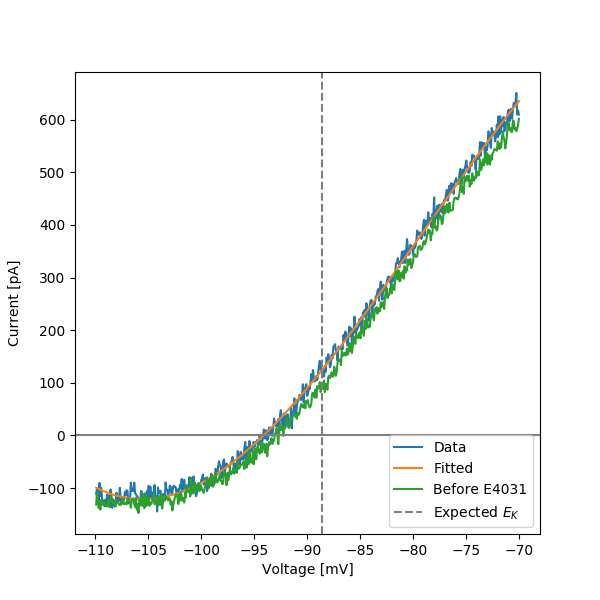 600
500
400
300
200
100
0
−100
Current [pA]
Data
Fitted
Before E4031
Expected E_K
−110 −105 −100 −95 −90 −85 −80 −75 −70
Voltage [mV]